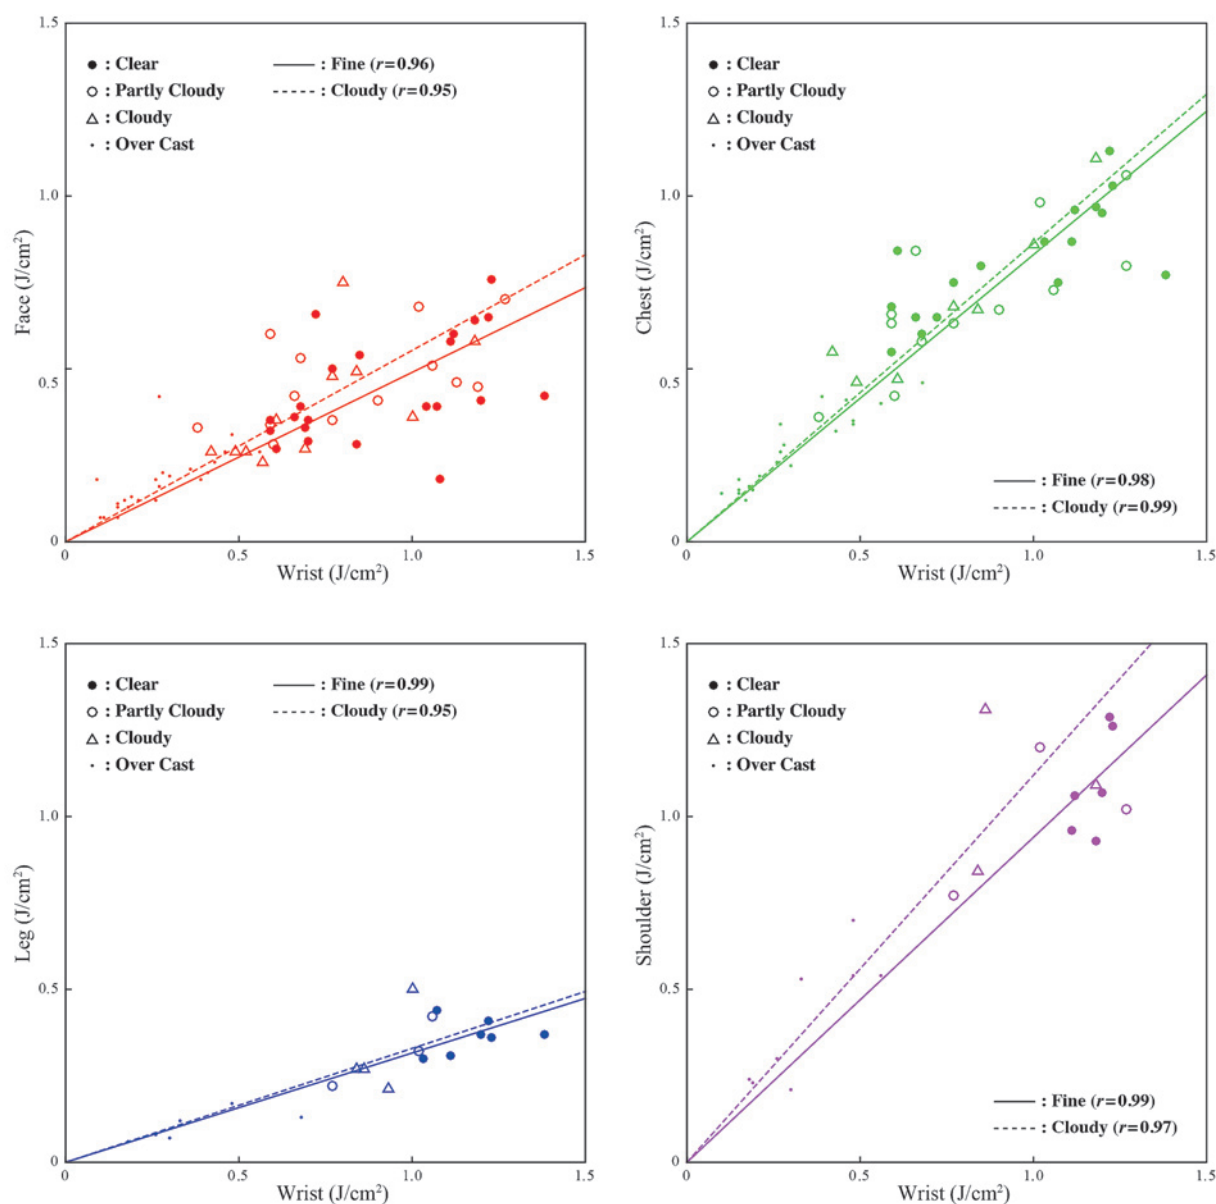 1.5
● : Clear —— : Fine (r=0.96)
○ : Partly Cloudy ----- : Cloudy (r=0.95)
△ : Cloudy
· : Over Cast
1.0
Face (J/cm²)
0.5
0
0 0.5 1.0 1.5
Wrist (J/cm²)
1.5
● : Clear
○ : Partly Cloudy
△ : Cloudy
· : Over Cast
1.0
Chest (J/cm²)
0.5
—— : Fine (r=0.98)
----- : Cloudy (r=0.99)
0
0 0.5 1.0 1.5
Wrist (J/cm²)
1.5
● : Clear —— : Fine (r=0.99)
○ : Partly Cloudy ----- : Cloudy (r=0.95)
△ : Cloudy
· : Over Cast
1.0
Leg (J/cm²)
0.5
0
0 0.5 1.0 1.5
Wrist (J/cm²)
1.5
● : Clear
○ : Partly Cloudy
△ : Cloudy
· : Over Cast
1.0
Shoulder (J/cm²)
0.5
—— : Fine (r=0.99)
----- : Cloudy (r=0.97)
0
0 0.5 1.0 1.5
Wrist (J/cm²)